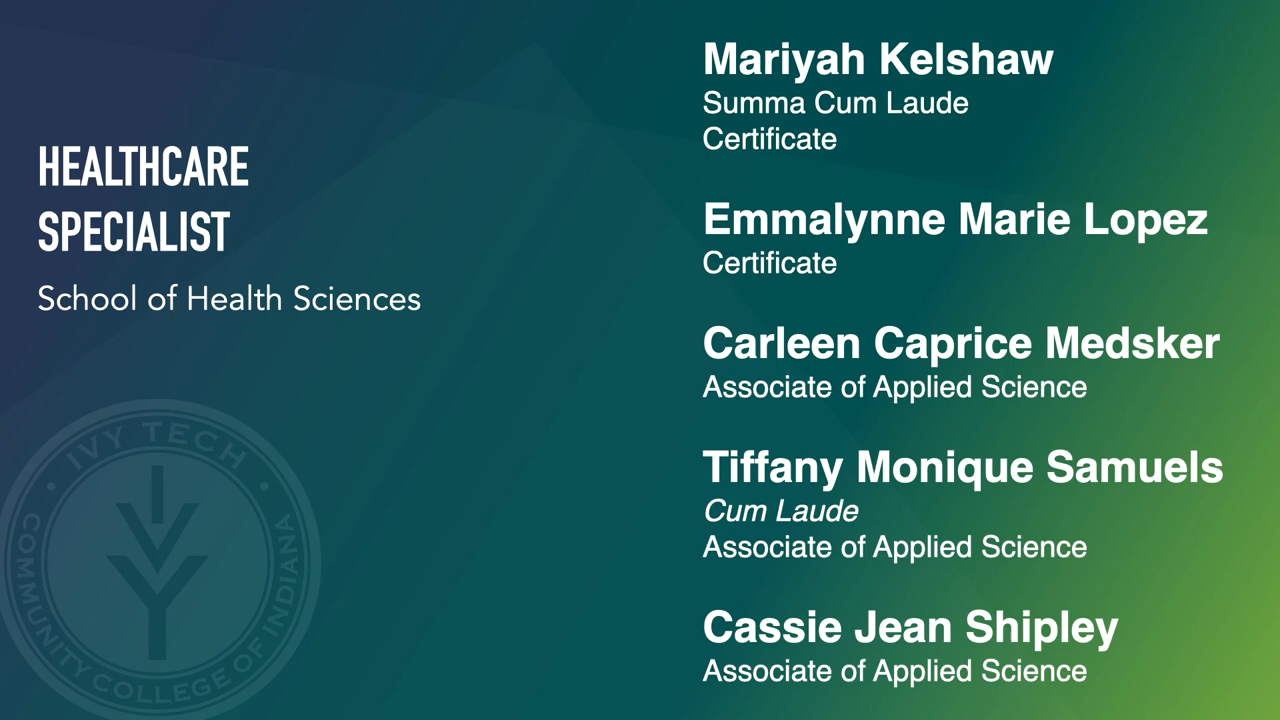 HEALTHCARE
SPECIALIST
School of Health Sciences
IVY TECH
COMMUNITY COLLEGE OF INDIANA
Mariyah Kelshaw
Summa Cum Laude
Certificate
Emmalynne Marie Lopez
Certificate
Carleen Caprice Medsker
Associate of Applied Science
Tiffany Monique Samuels
Cum Laude
Associate of Applied Science
Cassie Jean Shipley
Associate of Applied Science